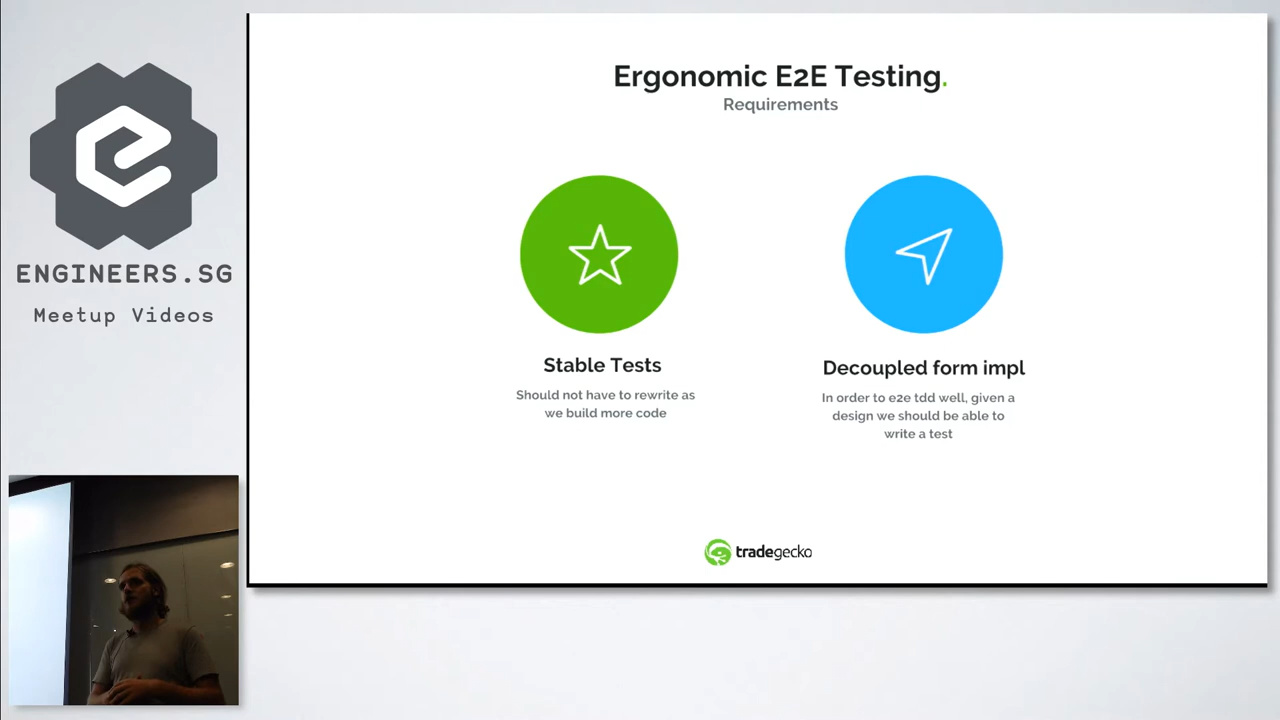 ENGINEERS.SG
Meetup Videos
Ergonomic E2E Testing.
Requirements
Stable Tests
Should not have to rewrite as
we build more code
Decoupled form impl
In order to e2e tdd well, given a
design we should be able to
write a test
tradegecko